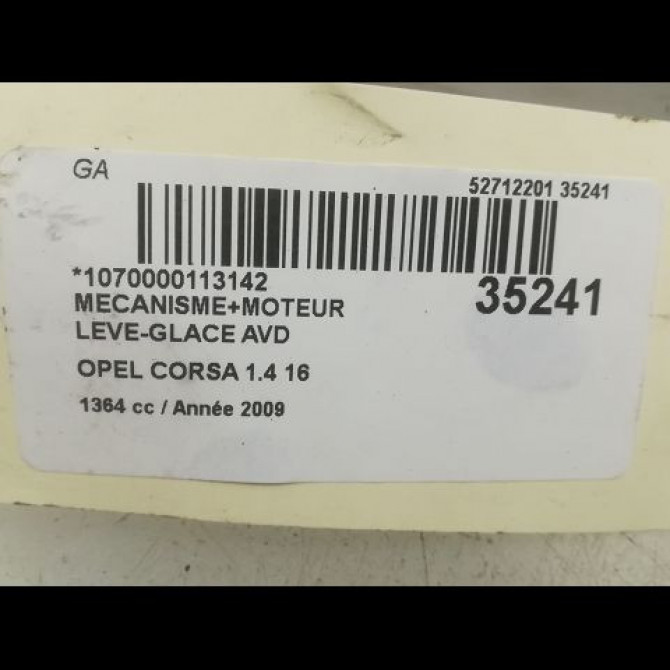 GA
52712201 35241
*1070000113142
35241
MECANISME+MOTEUR
LEVE-GLACE AVD
OPEL CORSA 1.4 16
1364 cc / Année 2009